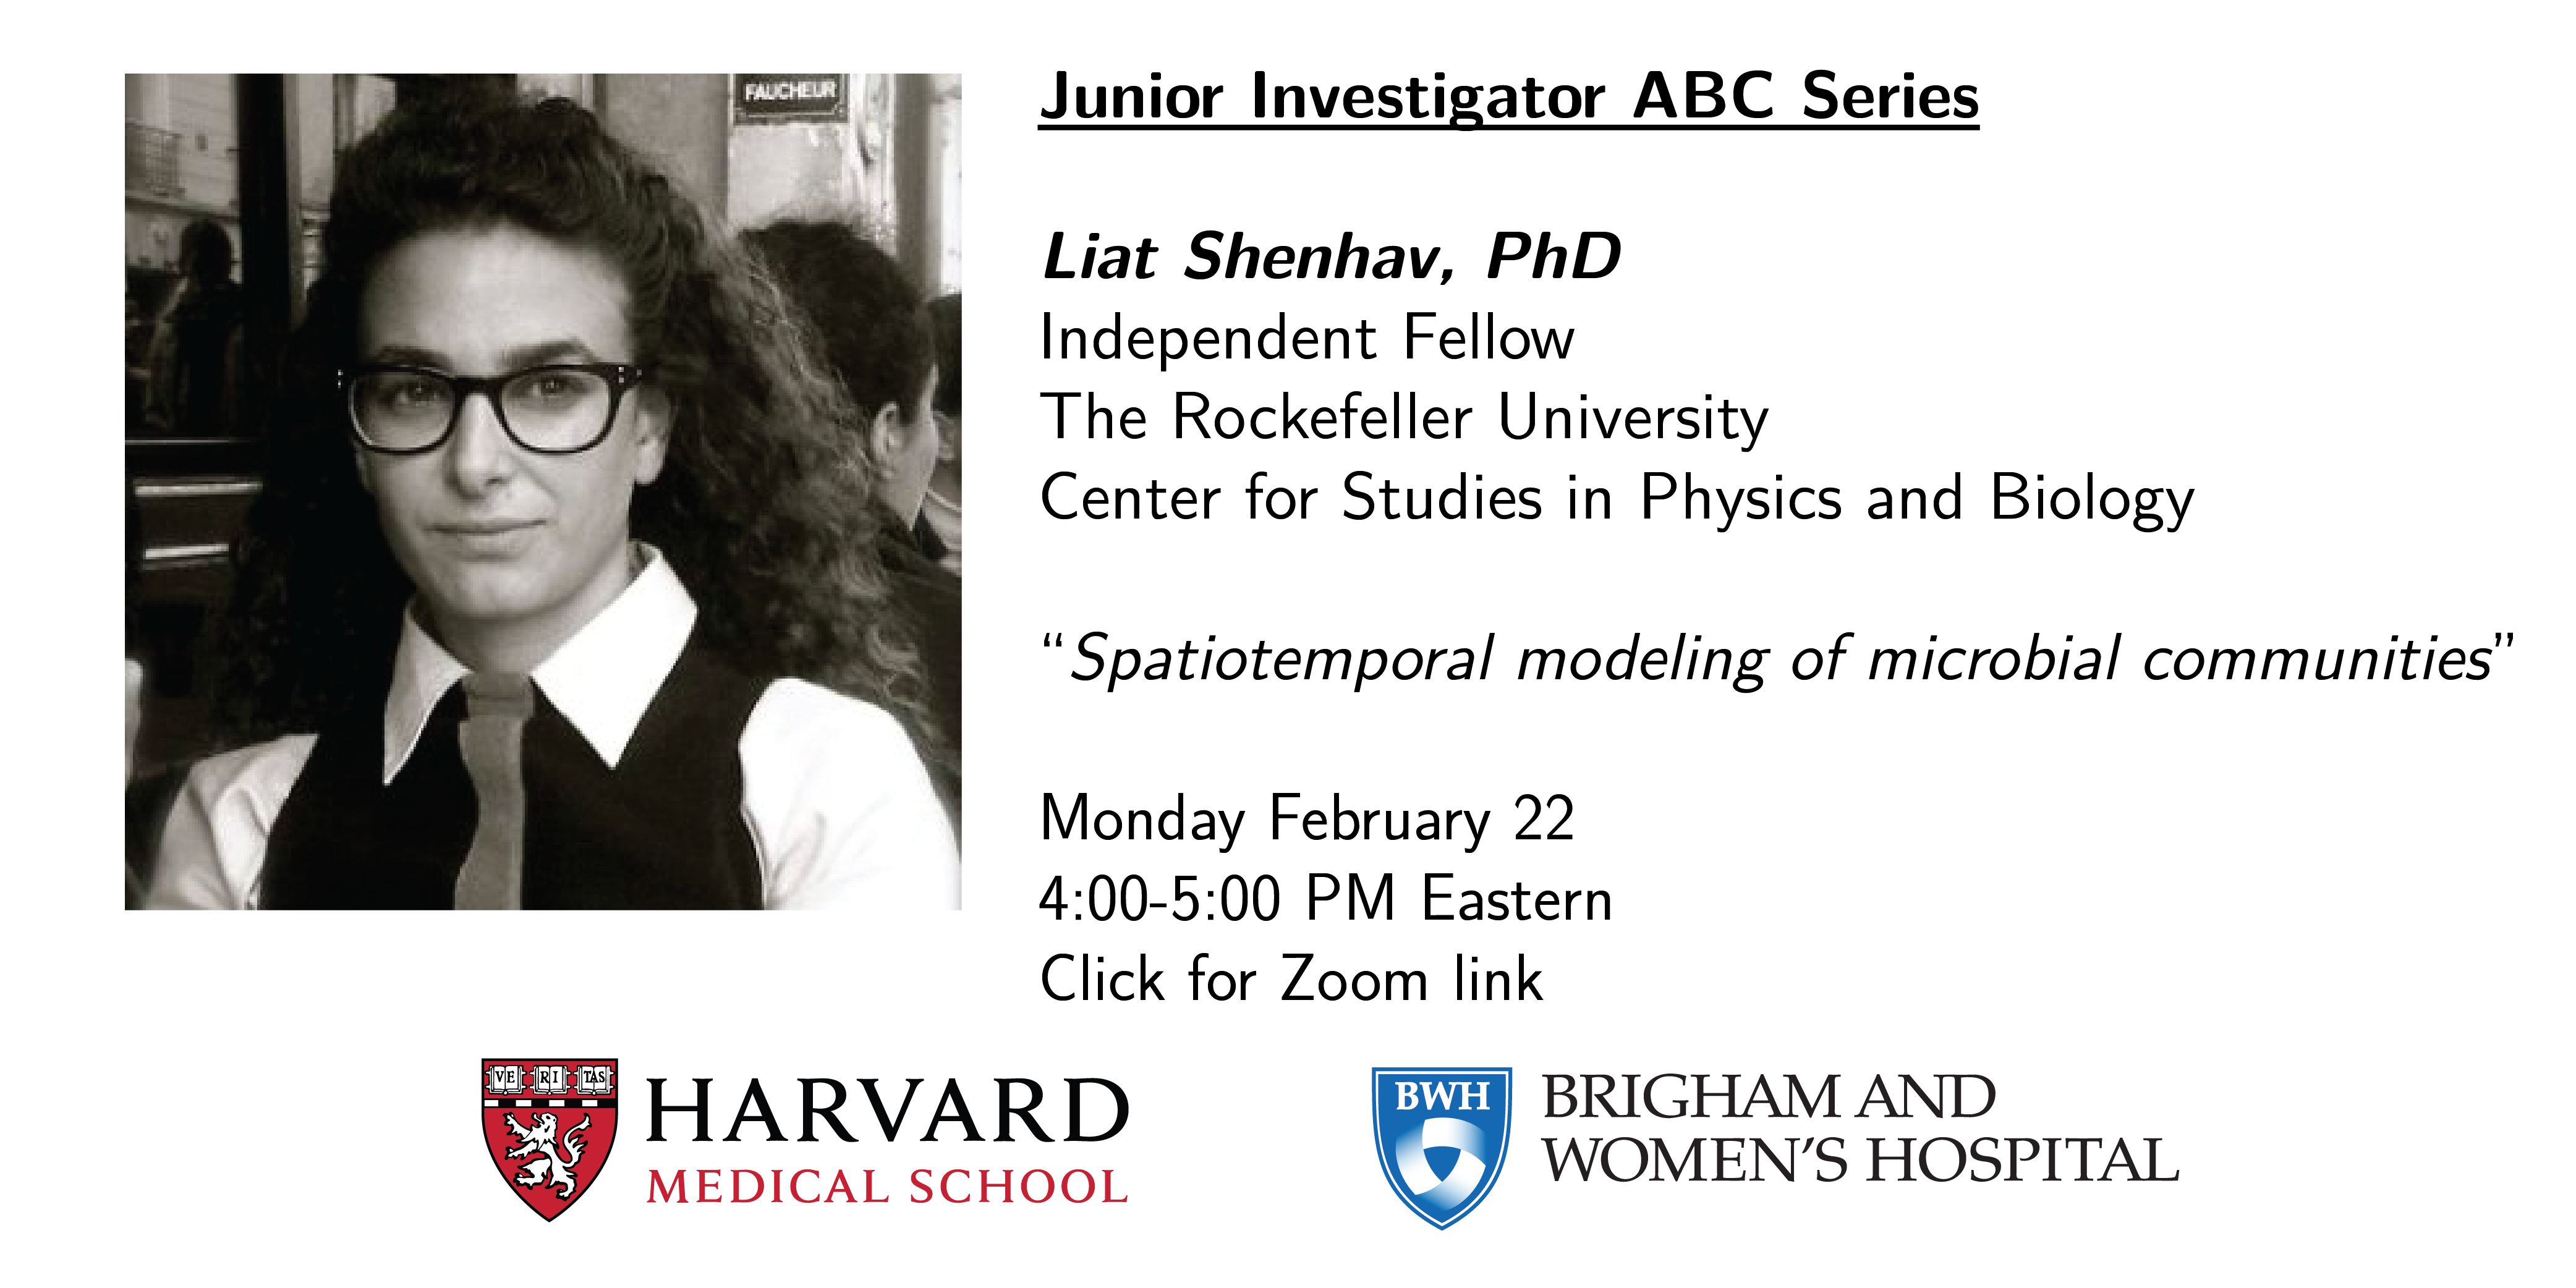 FAUCHEUR
Junior Investigator ABC Series
Liat Shenhav, PhD
Independent Fellow
The Rockefeller University
Center for Studies in Physics and Biology
“Spatiotemporal modeling of microbial communities”
Monday February 22
4:00-5:00 PM Eastern
Click for Zoom link
VE RI TAS
HARVARD
MEDICAL SCHOOL
BWH
BRIGHAM AND
WOMEN’S HOSPITAL